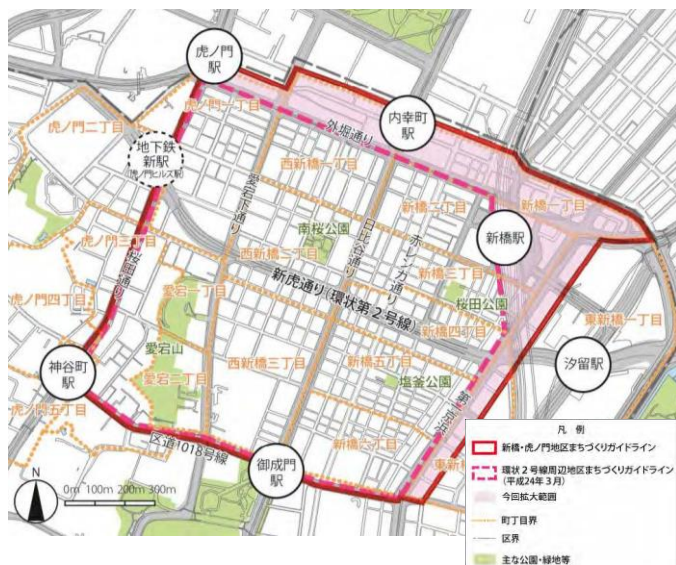 虎ノ門
駅
虎ノ門一丁目
内幸町
駅
虎ノ門二丁目
地下鉄
新駅
(虎ノ門ヒルズ駅)
外堀通り
西新橋一丁目
愛宕下通り
日比谷通り
新橋二丁目
新橋一丁目
新橋駅
南桜公園
赤レンガ通り
虎ノ門三丁目
桜田通り
西新橋二丁目
新橋三丁目
桜田公園
新虎通り(環状第2号線)
虎ノ門四丁目
愛宕一丁目
新橋四丁目
東新橋一丁目
愛宕山
汐留駅
神谷町
駅
西新橋三丁目
新橋五丁目
塩釜公園
愛宕二丁目
第一京浜
虎ノ門五丁目
区道1018号線
御成門
駅
新橋六丁目
東新
N
0m 100m 200m 300m
凡 例
新橋・虎ノ門地区まちづくりガイドライン
環状2号線周辺地区まちづくりガイドライン
(平成24年3月)
今回拡大範囲
町丁目界
区界
主な公園・緑地等